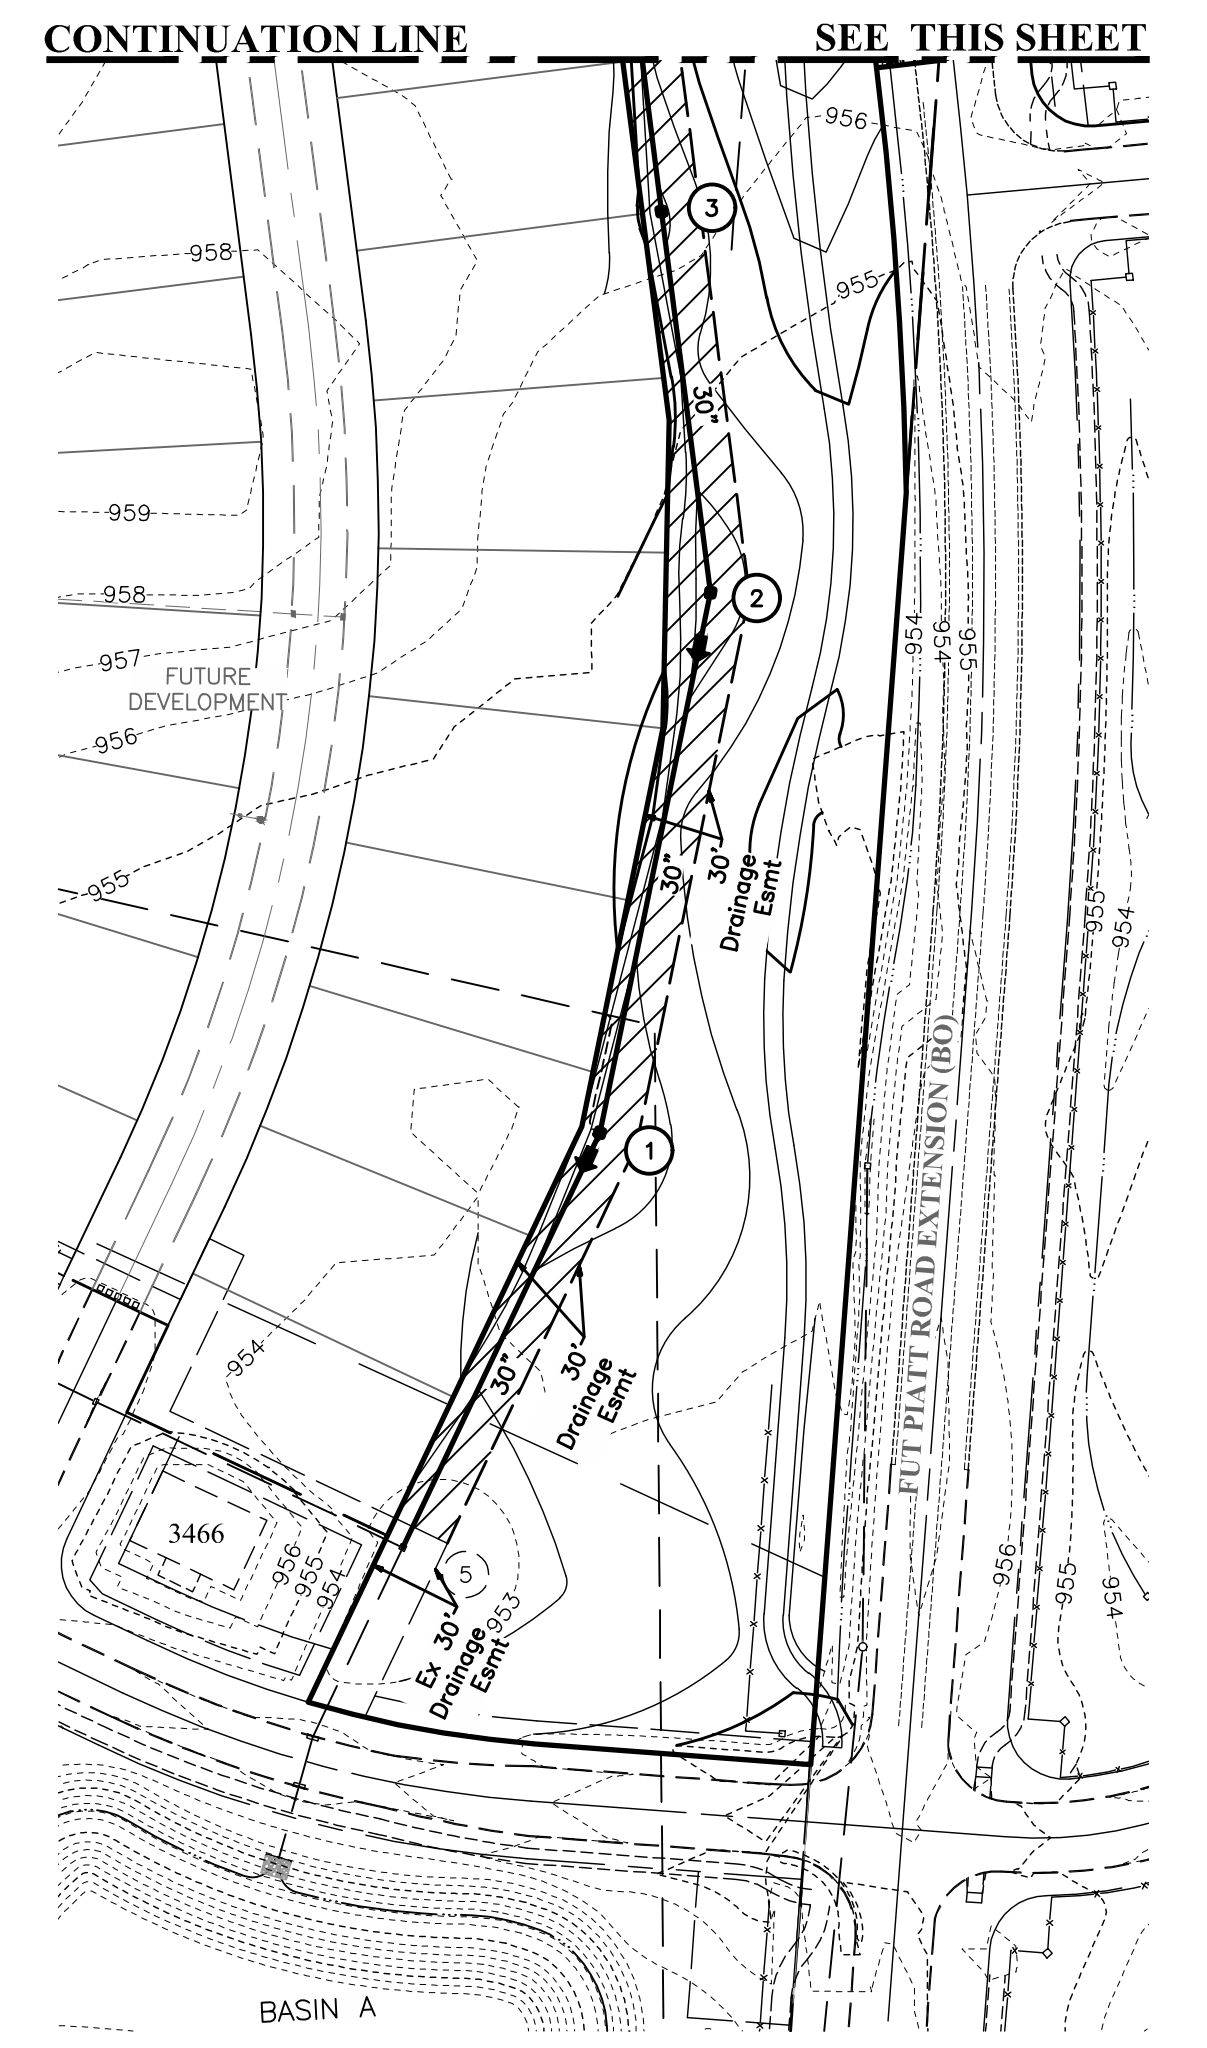 CONTINUATION LINE
SEE THIS SHEET
956
3
958
955
30"
959
958
2
954
954
955
957
FUTURE
DEVELOPMENT
956
30"
30'
Drainage
Esmt
955
955
954
FUT PIATT ROAD EXTENSION (BO)
1
954
30"
30'
Drainage
Esmt
3466
956
955
954
5
953
Ex 30'
Drainage
Esmt
956
955
954
BASIN A